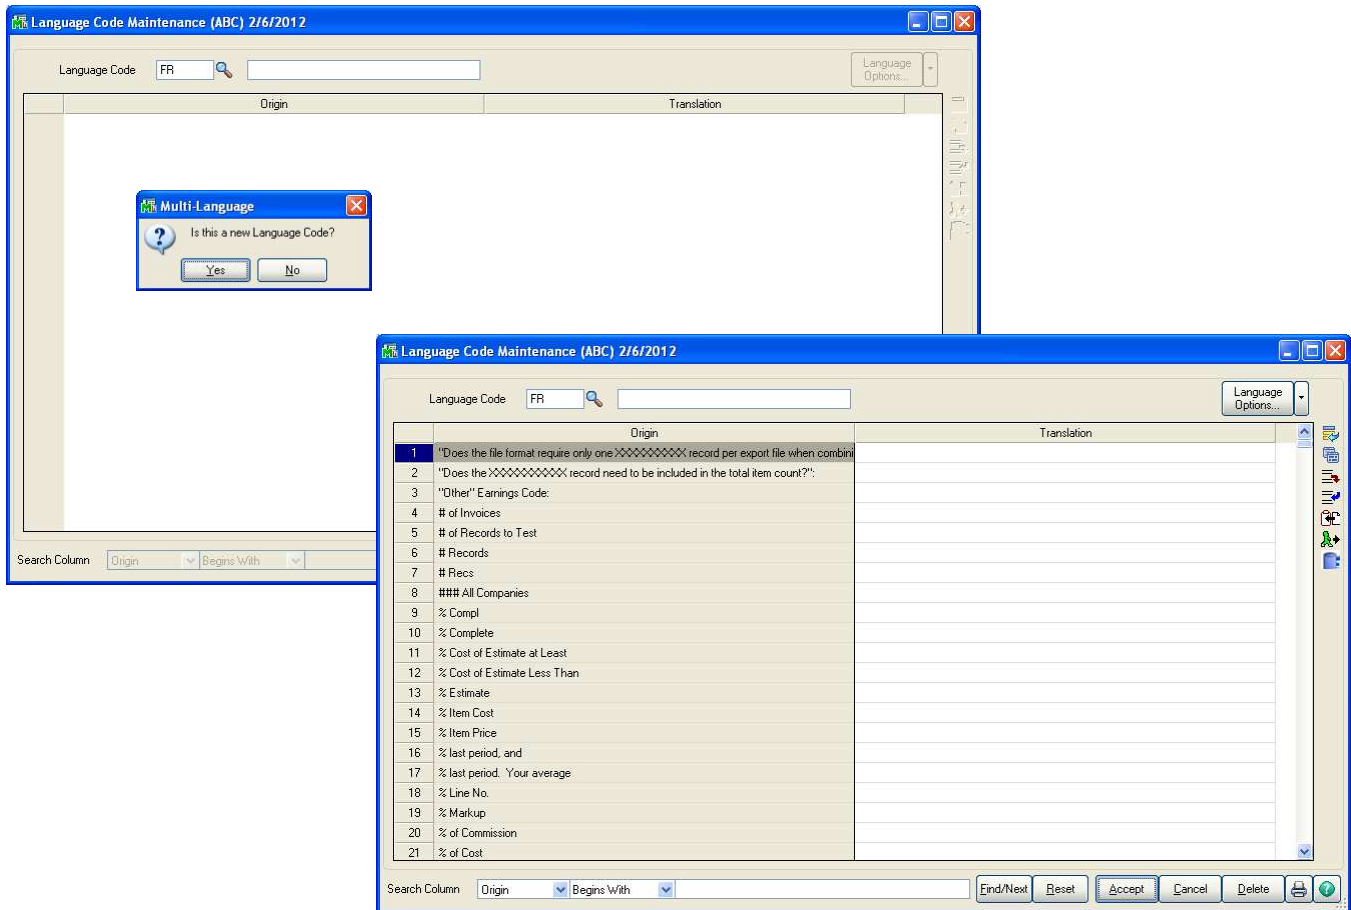 Language Code Maintenance (ABC) 2/6/2012
Language Code FR
Language Options...
Origin Translation
Multi-Language
Is this a new Language Code?
Yes No
Search Column Origin Begins With
Language Code Maintenance (ABC) 2/6/2012
Language Code FR
Language Options...
Origin Translation
1 "Does the file format require only one XXXXXXXXXX record per export file when combini
2 "Does the XXXXXXXXXXX record need to be included in the total item count?":
3 "Other" Earnings Code:
4 # of Invoices
5 # of Records to Test
6 # Records
7 # Recs
8 ### All Companies
9 % Compl
10 % Complete
11 % Cost of Estimate at Least
12 % Cost of Estimate Less Than
13 % Estimate
14 % Item Cost
15 % Item Price
16 % last period, and
17 % last period.  Your average
18 % Line No.
19 % Markup
20 % of Commission
21 % of Cost
Search Column Origin Begins With Find/Next Reset Accept Cancel Delete